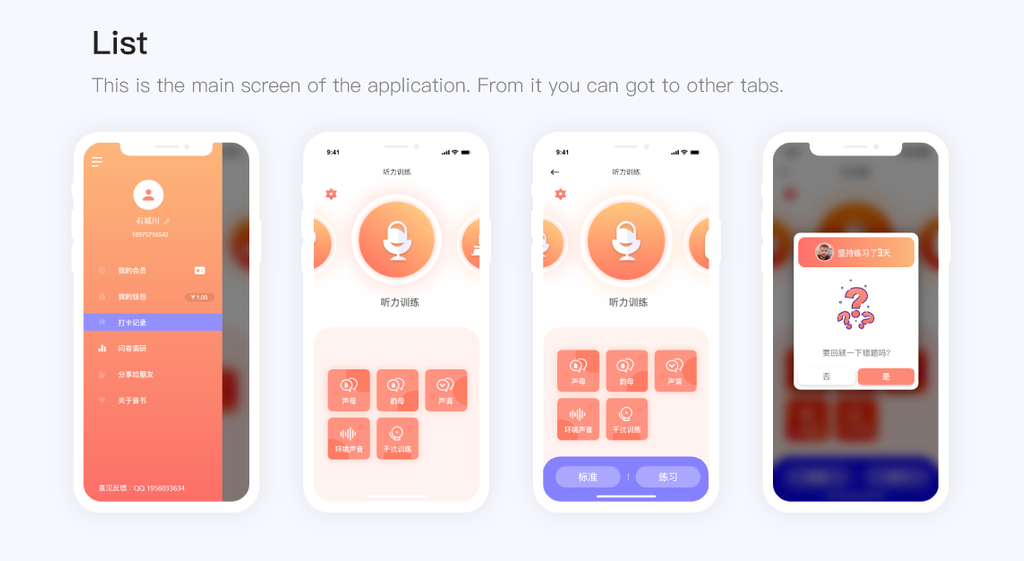 List
This is the main screen of the application. From it you can got to other tabs.
石城川
18975716542
我的会员
我的钱包
¥1.00
打卡记录
问卷调研
分享给朋友
关于音书
意见反馈：QQ 1956033634
9:41
听力训练
听力训练
声母
韵母
声调
环境声音
干扰训练
9:41
听力训练
听力训练
声母
韵母
声调
环境声音
干扰训练
标准
练习
坚持练习了3天
要回顾一下错题吗?
否
是